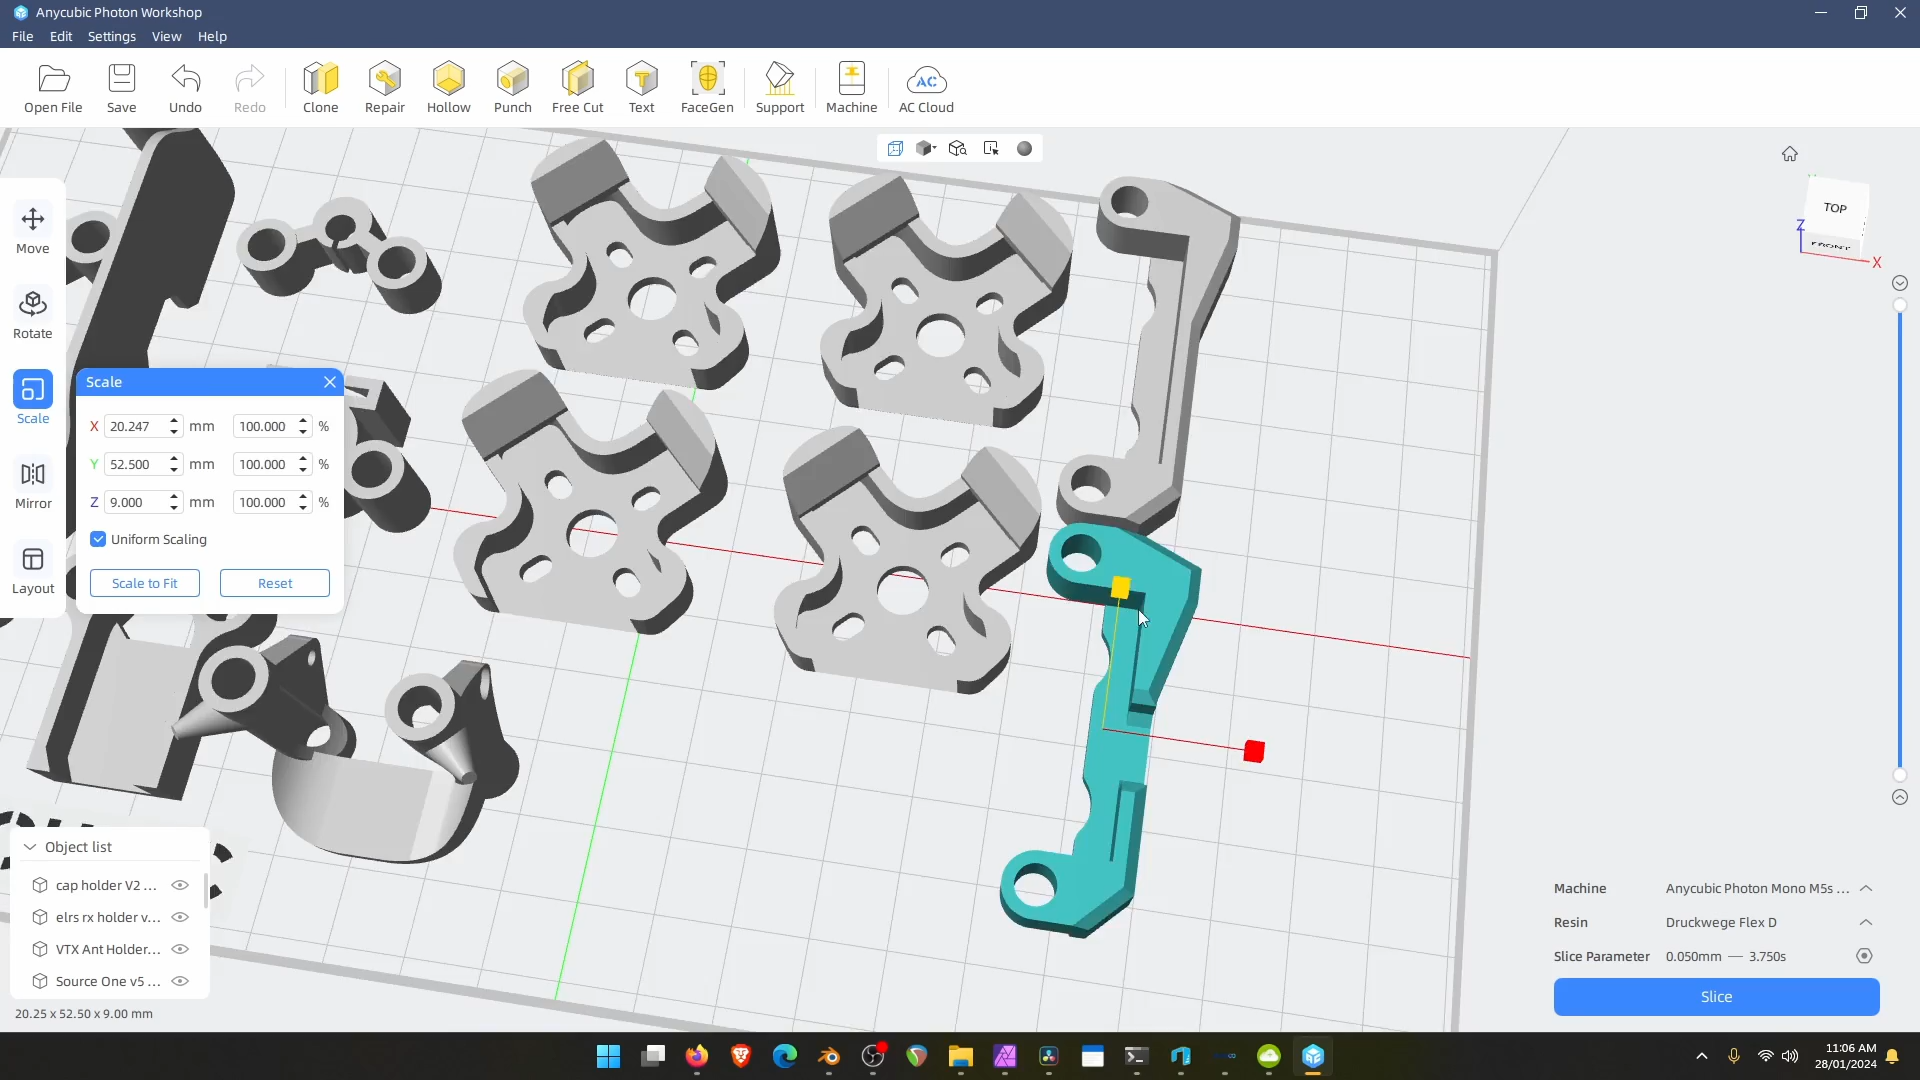 Anycubic Photon Workshop
File Edit Settings View Help
Open File Save Undo Redo Clone Repair Hollow Punch Free Cut Text FaceGen Support Machine AC Cloud
AC
T
TOP
FRONT
Z
X
Move
Rotate
Scale
Mirror
Layout
Scale
X 20.247 mm 100.000 %
Y 52.500 mm 100.000 %
Z 9.000 mm 100.000 %
Uniform Scaling
Scale to Fit Reset
Object list
cap holder V2 ...
elrs rx holder v...
VTX Ant Holder...
Source One v5 ...
20.25 x 52.50 x 9.00 mm
Machine Anycubic Photon Mono M5s ...
Resin Druckwege Flex D
Slice Parameter 0.050mm — 3.750s
Slice
11:06 AM
28/01/2024